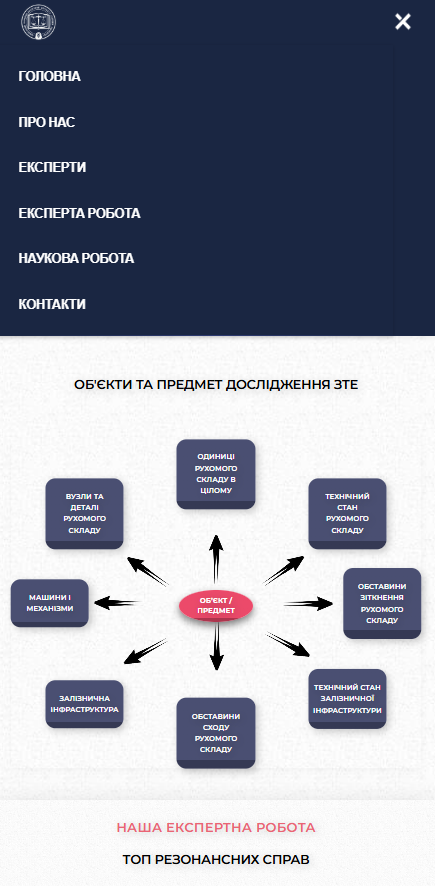 ГОЛОВНА
ПРО НАС
ЕКСПЕРТИ
ЕКСПЕРТА РОБОТА
НАУКОВА РОБОТА
КОНТАКТИ
ОБ'ЄКТИ ТА ПРЕДМЕТ ДОСЛІДЖЕННЯ ЗТЕ
ОДИНИЦІ
РУХОМОГО
СКЛАДУ В
ЦІЛОМУ
ВУЗЛИ ТА
ДЕТАЛІ
РУХОМОГО
СКЛАДУ
ТЕХНІЧНИЙ
СТАН
РУХОМОГО
СКЛАДУ
МАШИНИ І
МЕХАНІЗМИ
ОБ'ЄКТ /
ПРЕДМЕТ
ОБСТАВИНИ
ЗІТКНЕННЯ
РУХОМОГО
СКЛАДУ
ЗАЛІЗНИЧНА
ІНФРАСТРУКТУРА
ОБСТАВИНИ
СХОДУ
РУХОМОГО
СКЛАДУ
ТЕХНІЧНИЙ СТАН
ЗАЛІЗНИЧНОЇ
ІНФРАСТРУКТУРИ
НАША ЕКСПЕРТНА РОБОТА
ТОП РЕЗОНАНСНИХ СПРАВ